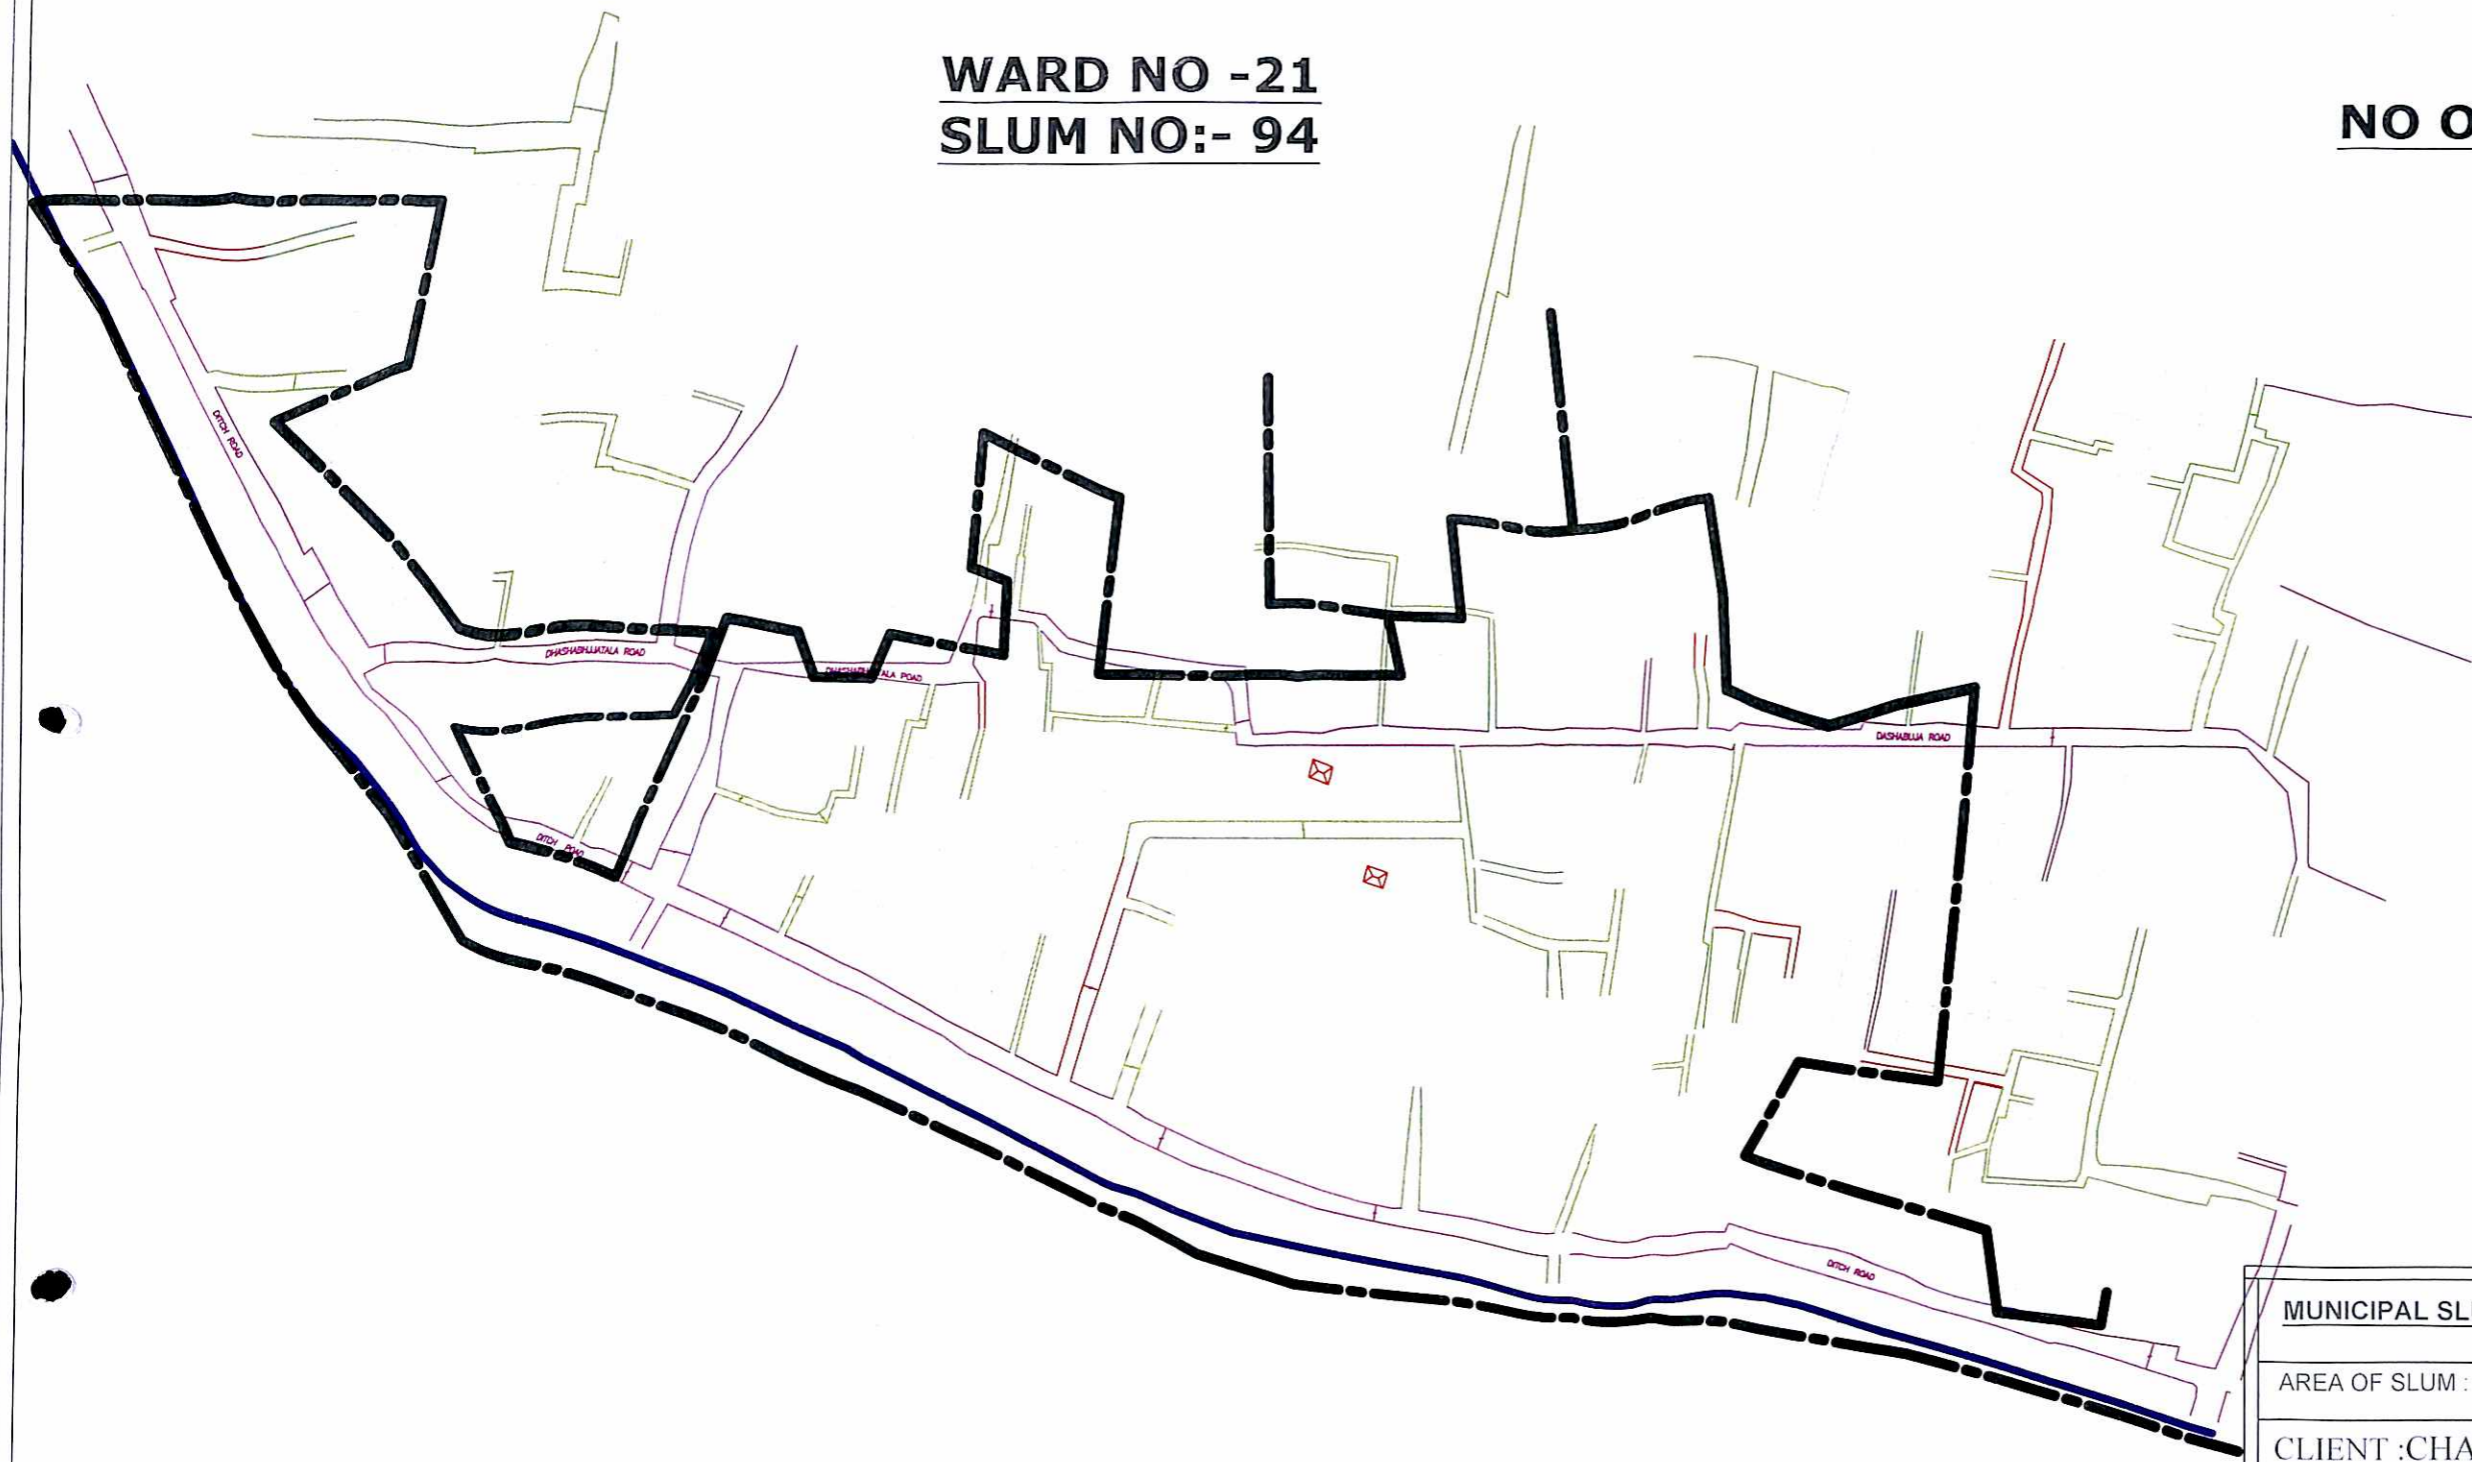 WARD NO -21
SLUM NO:- 94
NO O
DITCH ROAD
DHASHABHUJATALA ROAD
ALA ROAD
DASHABUJA ROAD
DITCH ROAD
DITCH ROAD
MUNICIPAL SL
AREA OF SLUM :
CLIENT :CHA